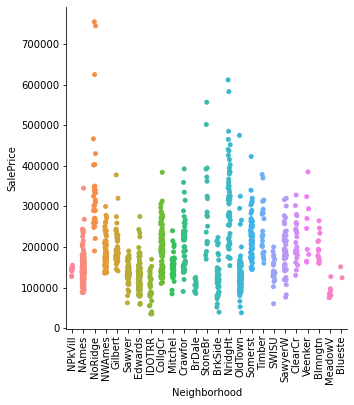 700000
600000
500000
400000
300000
200000
100000
0
SalePrice
NPkVill
NAmes
NoRidge
NWAmes
Gilbert
Sawyer
Edwards
IDOTRR
CollgCr
Mitchel
Crawfor
BrDale
StoneBr
BrkSide
NridgHt
OldTown
Somerst
Timber
SWISU
SawyerW
ClearCr
Veenker
Blmngtn
MeadowV
Blueste
Neighborhood